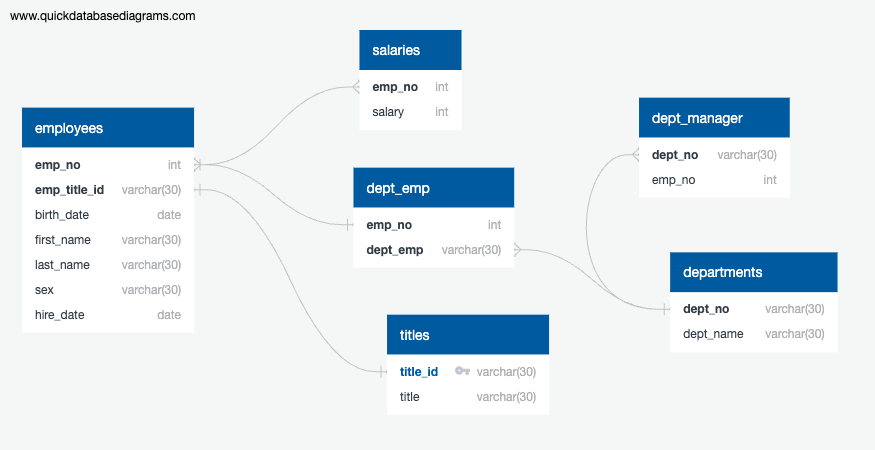 www.quickdatabasediagrams.com
salaries
emp_no int
salary int
employees
emp_no int
emp_title_id varchar(30)
birth_date date
first_name varchar(30)
last_name varchar(30)
sex varchar(30)
hire_date date
dept_manager
dept_no varchar(30)
emp_no int
dept_emp
emp_no int
dept_emp varchar(30)
departments
dept_no varchar(30)
dept_name varchar(30)
titles
title_id varchar(30)
title varchar(30)